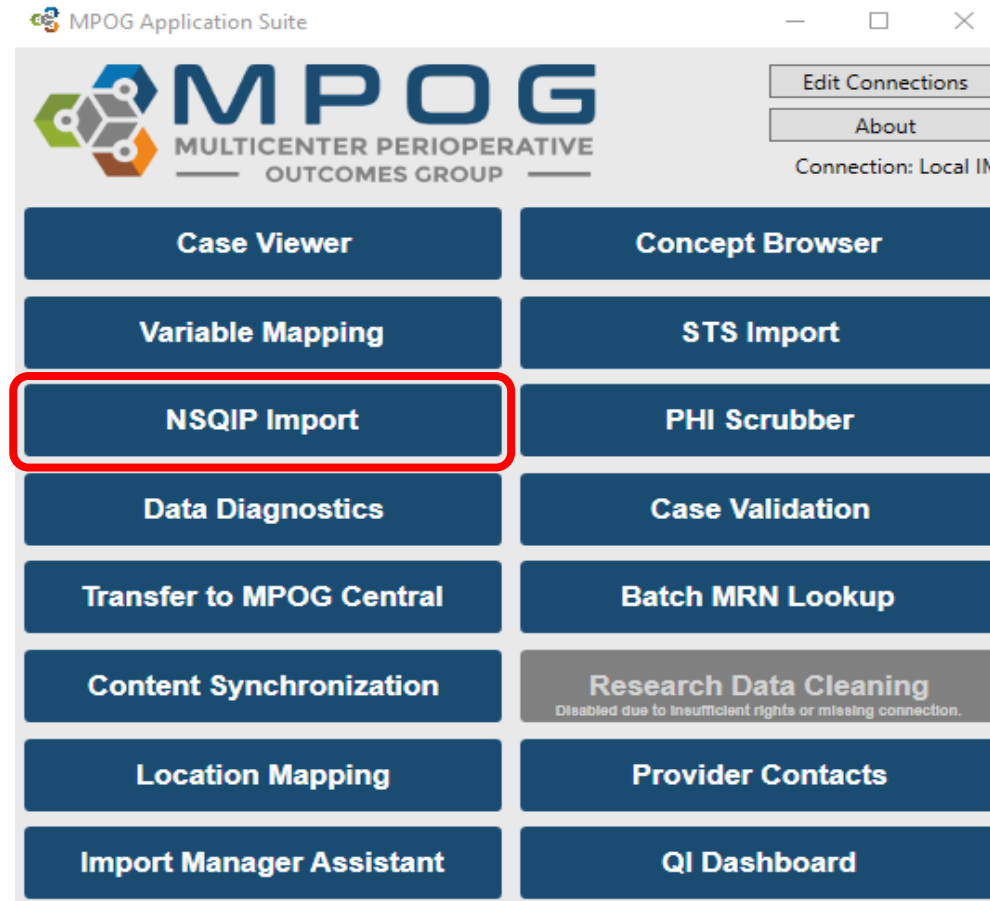 MPOG Application Suite
MPOG
MULTICENTER PERIOPERATIVE
OUTCOMES GROUP
Edit Connections
About
Connection: Local IM
Case Viewer
Concept Browser
Variable Mapping
STS Import
NSQIP Import
PHI Scrubber
Data Diagnostics
Case Validation
Transfer to MPOG Central
Batch MRN Lookup
Content Synchronization
Research Data Cleaning
Disabled due to insufficient rights or missing connection.
Location Mapping
Provider Contacts
Import Manager Assistant
QI Dashboard